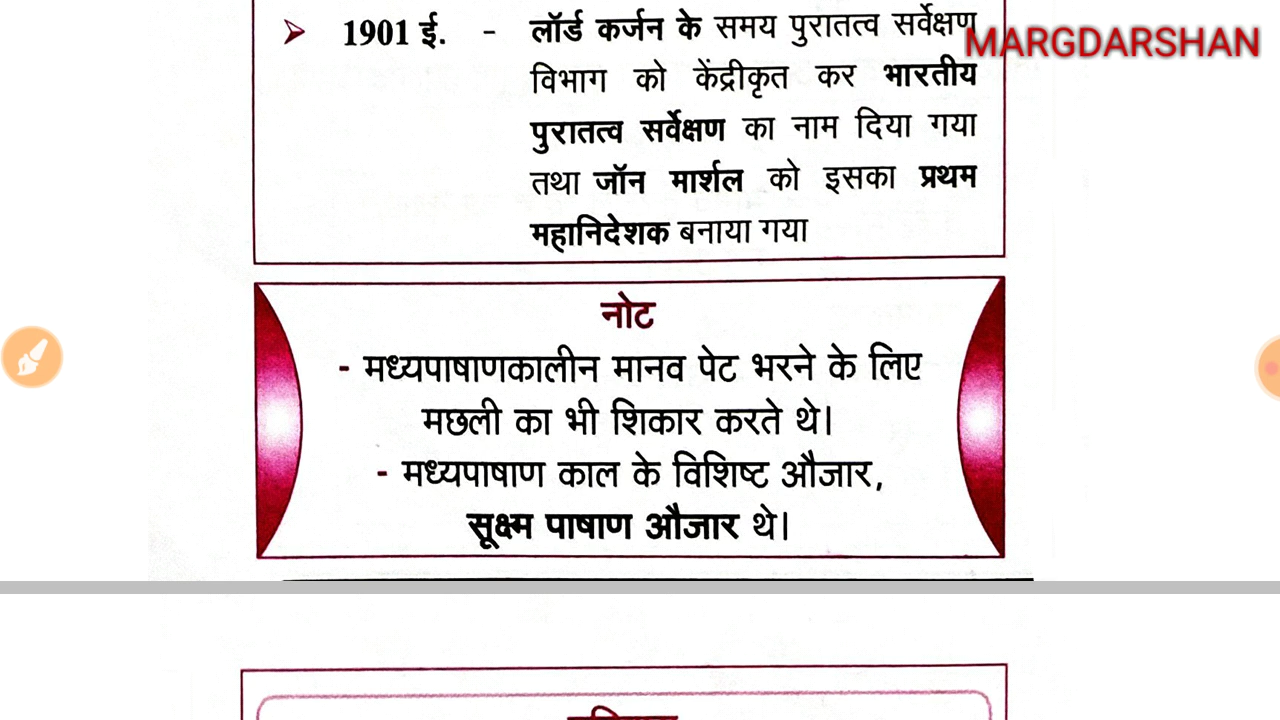 ➢ 1901 ई. - लॉर्ड कर्जन के समय पुरातत्व सर्वेक्षण
MARGDARSHAN
विभाग को केंद्रीकृत कर भारतीय
पुरातत्व सर्वेक्षण का नाम दिया गया
तथा जॉन मार्शल को इसका प्रथम
महानिदेशक बनाया गया
नोट
- मध्यपाषाणकालीन मानव पेट भरने के लिए
मछली का भी शिकार करते थे।
- मध्यपाषाण काल के विशिष्ट औजार,
सूक्ष्म पाषाण औजार थे।